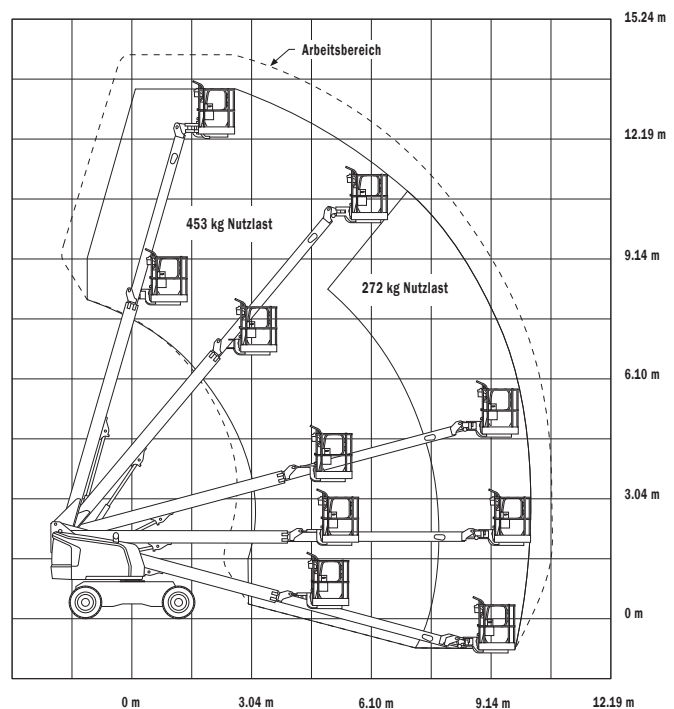 15.24 m
Arbeitsbereich
12.19 m
453 kg Nutzlast
9.14 m
272 kg Nutzlast
6.10 m
3.04 m
0 m
0 m 3.04 m 6.10 m 9.14 m 12.19 m